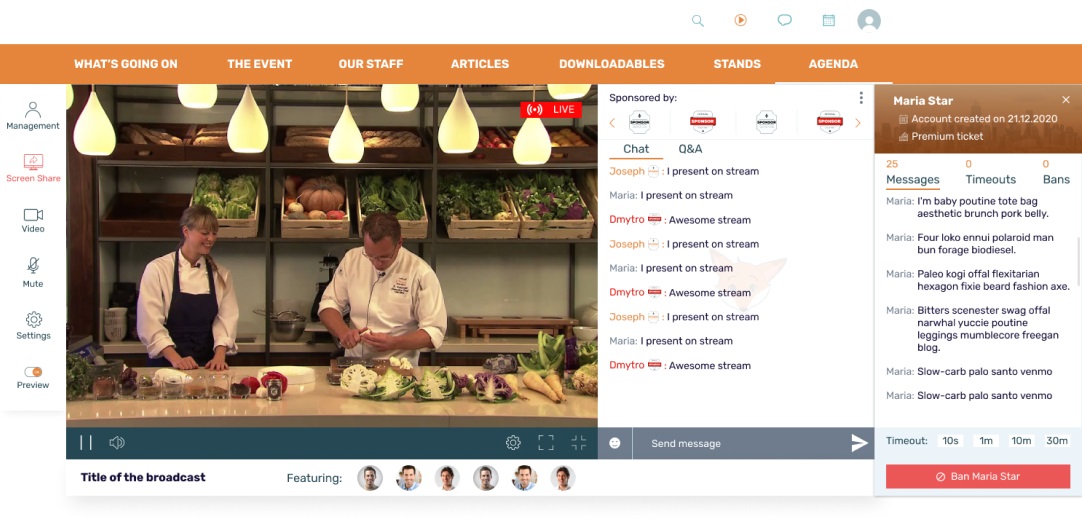 WHAT'S GOING ON THE EVENT OUR STAFF ARTICLES DOWNLOADABLES STANDS AGENDA
Management
Screen Share
Video
Mute
Settings
Preview
LIVE
Title of the broadcast
Featuring:
Sponsored by:
SPONSOR SPONSOR SPONSOR SPONSOR
Chat Q&A
Joseph : I present on stream
Maria: I present on stream
Dmytro : Awesome stream
Joseph : I present on stream
Maria: I present on stream
Dmytro : Awesome stream
Joseph : I present on stream
Maria: I present on stream
Dmytro : Awesome stream
Send message
Maria Star
Account created on 21.12.2020
Premium ticket
25 0 0
Messages Timeouts Bans
Maria: I'm baby poutine tote bag
aesthetic brunch pork belly.
Maria: Four loko ennui polaroid man
bun forage biodiesel.
Maria: Paleo kogi offal flexitarian
hexagon fixie beard fashion axe.
Maria: Bitters scenester swag offal
narwhal yuccie poutine
leggings mumblecore freegan
blog.
Maria: Slow-carb palo santo venmo
Maria: Slow-carb palo santo venmo
Timeout: 10s 1m 10m 30m
Ban Maria Star